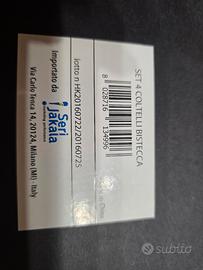 SET 4 COLTELLI BISTECCA
8 028716 134996
lotto n HK20160722/20160725
Importato da
Seri
Jakala
Via Carlo Tenca 14, 20124, Milano (MI) - Italy
subito